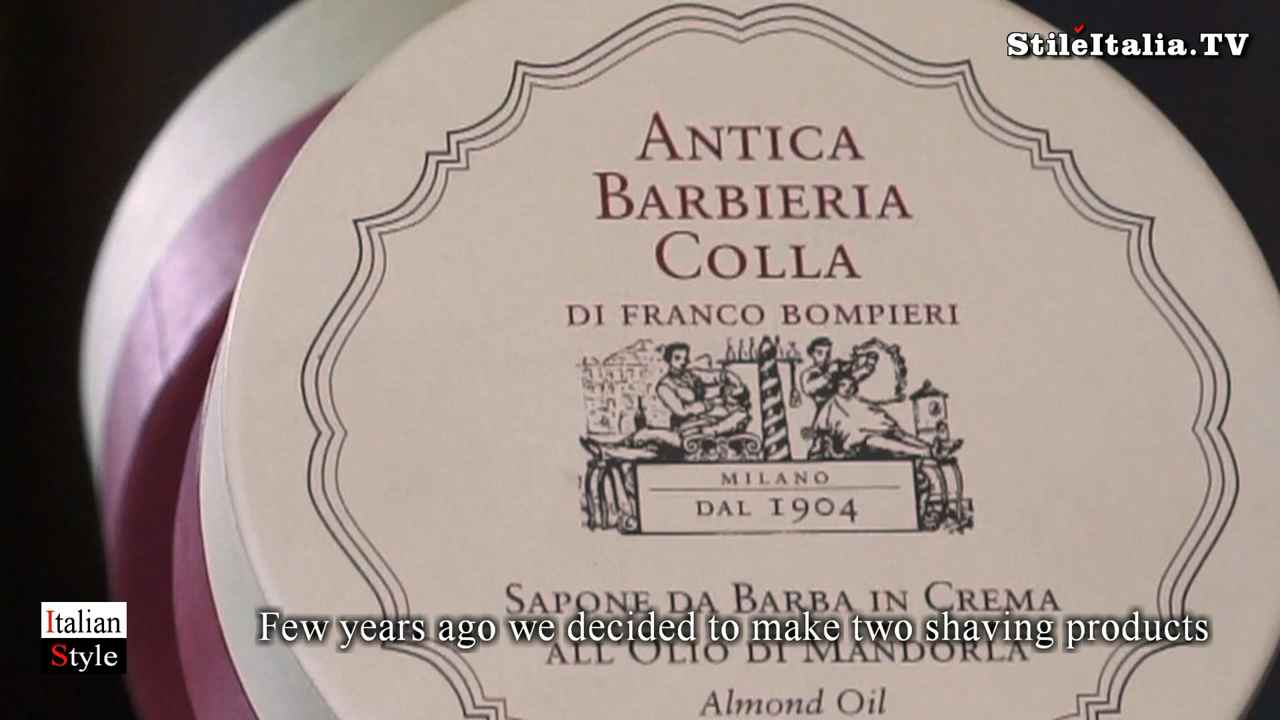 StileItalia.TV
ANTICA
BARBIERIA
COLLA
DI FRANCO BOMPIERI
MILANO
DAL 1904
SAPONE DA BARBA IN CREMA
Few years ago we decided to make two shaving products
ALL'OLIO DI MANDORLA
Almond Oil
Italian
Style